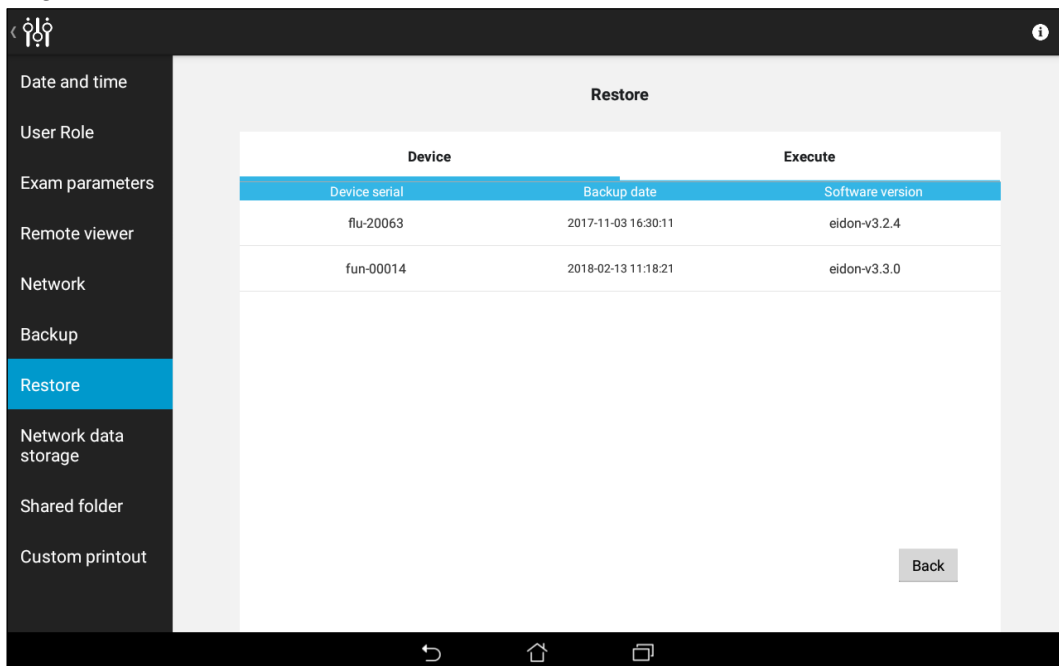 Date and time
User Role
Exam parameters
Remote viewer
Network
Backup
Restore
Network data
storage
Shared folder
Custom printout
Restore
Device Execute
Device serial Backup date Software version
flu-20063 2017-11-03 16:30:11 eidon-v3.2.4
fun-00014 2018-02-13 11:18:21 eidon-v3.3.0
Back